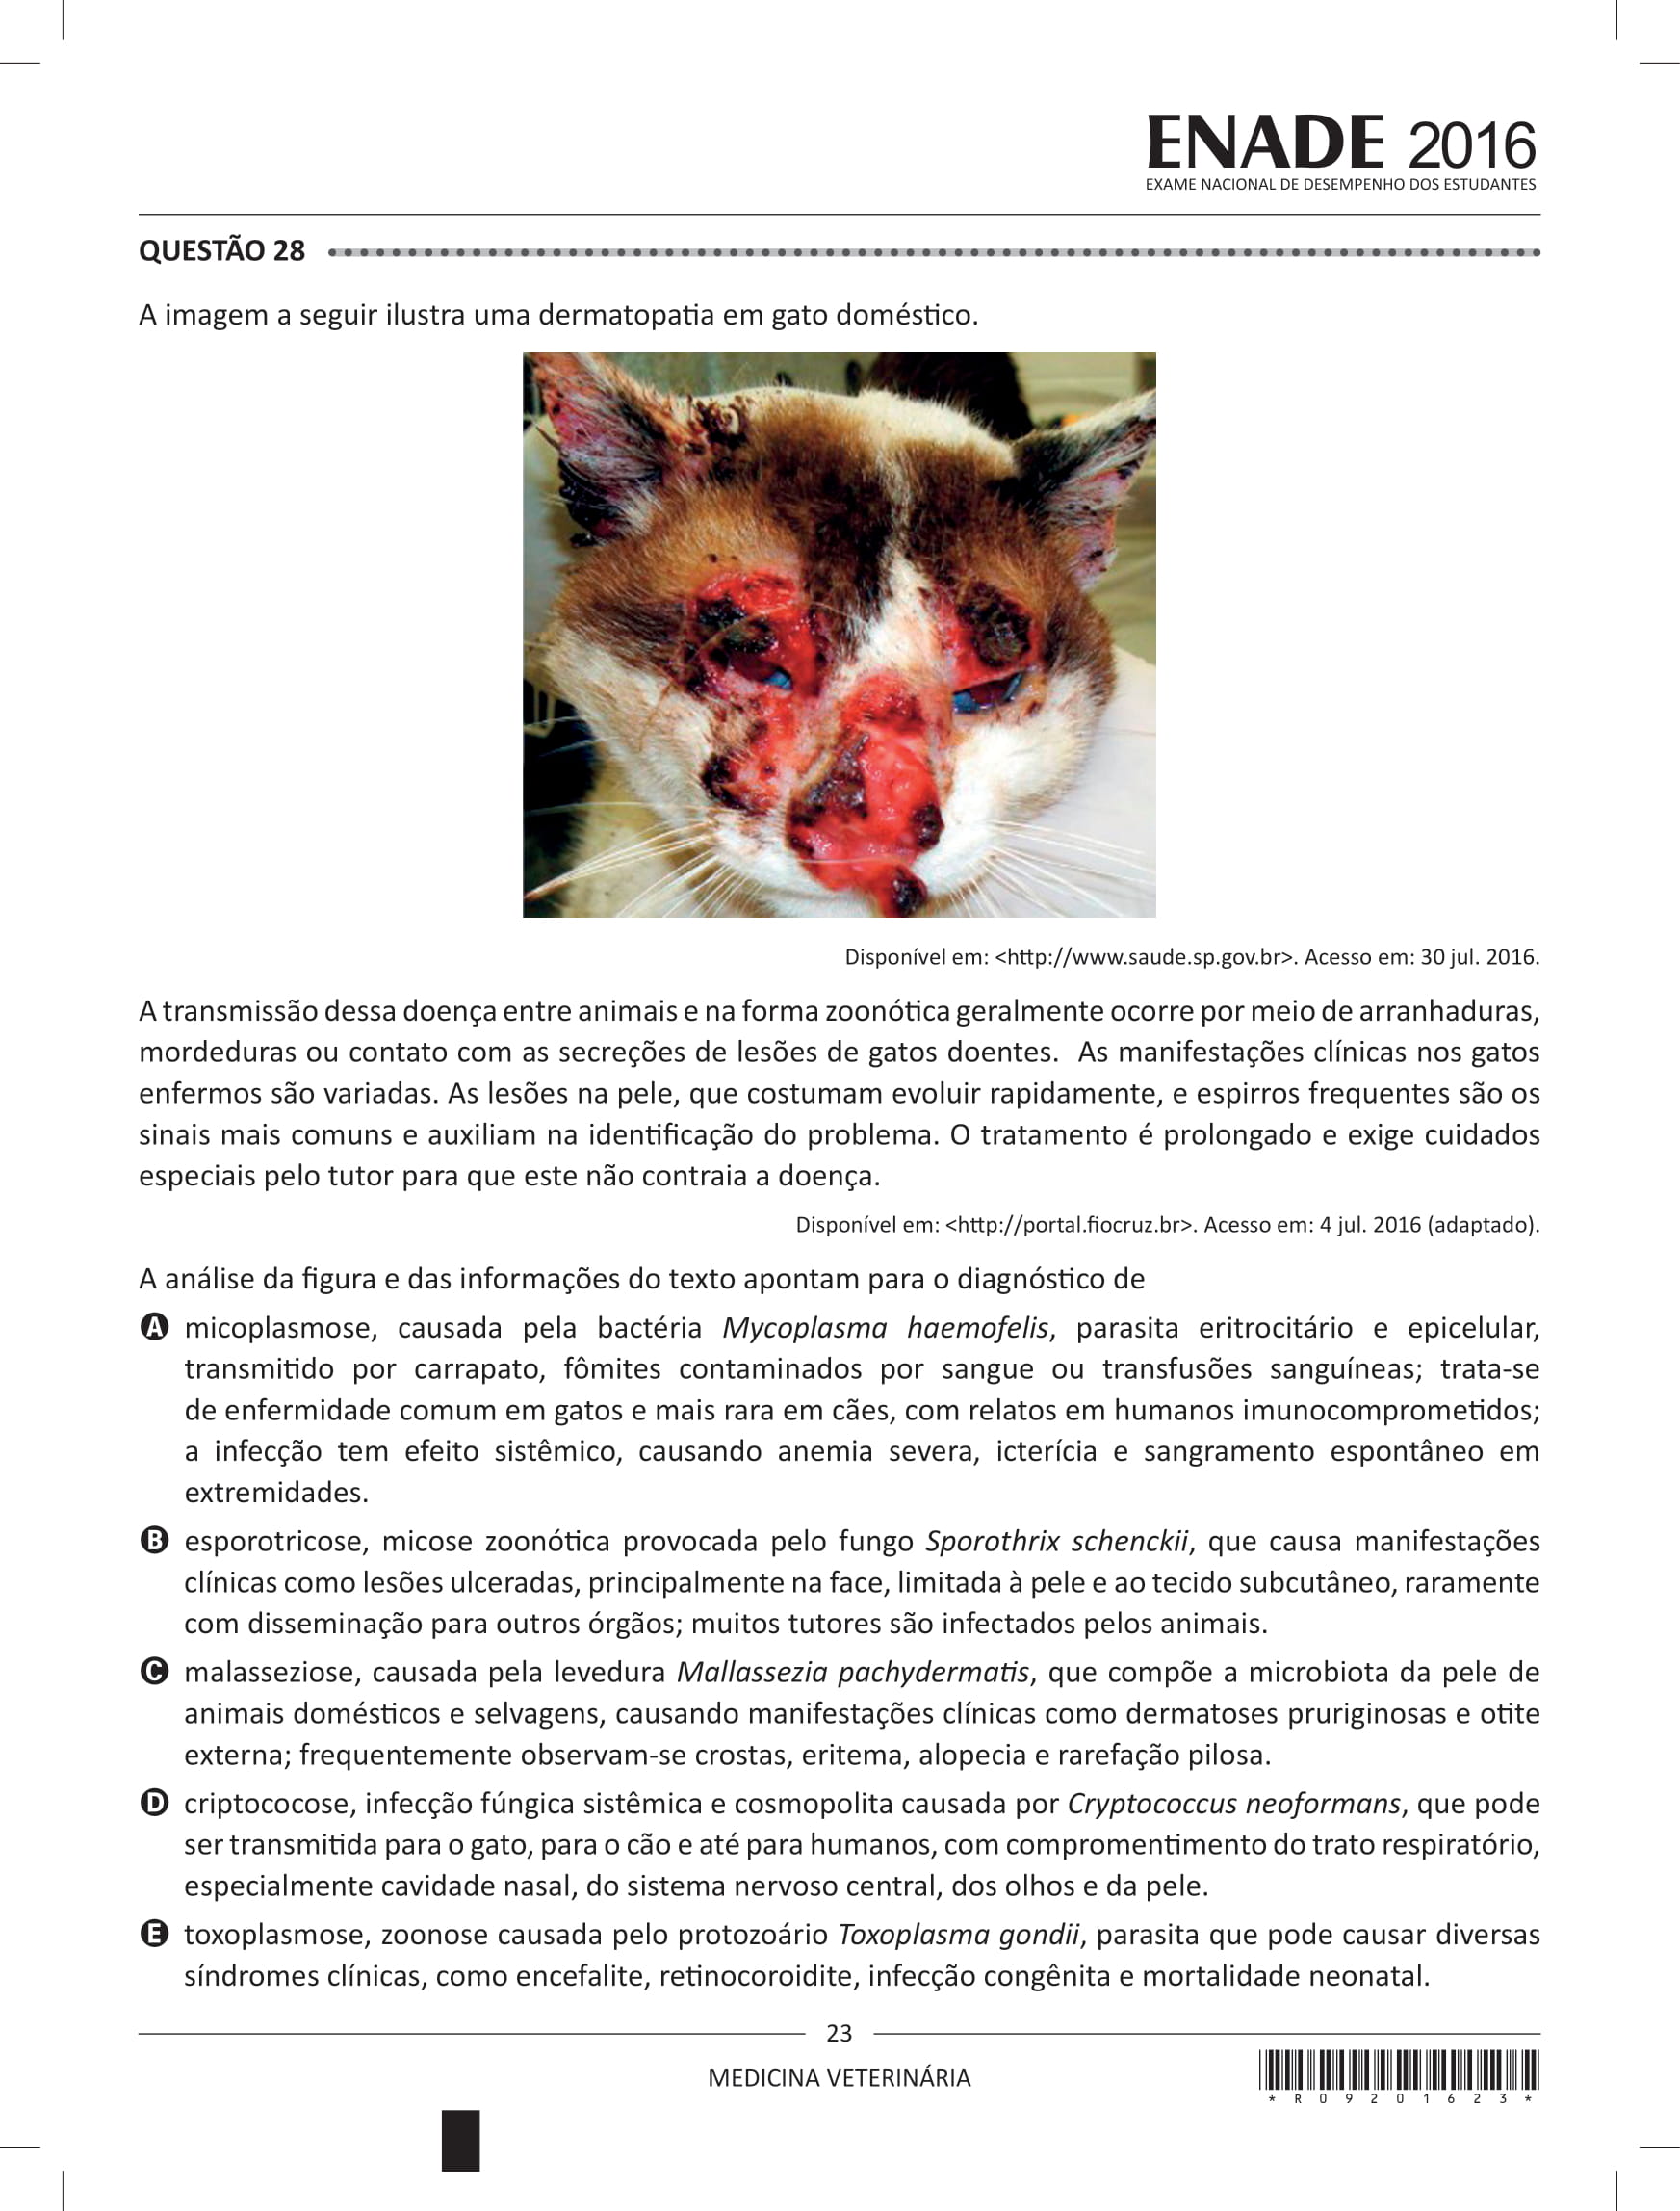 ENADE 2016
EXAME NACIONAL DE DESEMPENHO DOS ESTUDANTES
QUESTÃO 28
A imagem a seguir ilustra uma dermatopatia em gato doméstico.
Disponível em: <http://www.saude.sp.gov.br>. Acesso em: 30 jul. 2016.
A transmissão dessa doença entre animais e na forma zoonótica geralmente ocorre por meio de arranhaduras,
mordeduras ou contato com as secreções de lesões de gatos doentes. As manifestações clínicas nos gatos
enfermos são variadas. As lesões na pele, que costumam evoluir rapidamente, e espirros frequentes são os
sinais mais comuns e auxiliam na identificação do problema. O tratamento é prolongado e exige cuidados
especiais pelo tutor para que este não contraia a doença.
Disponível em: <http://portal.fiocruz.br>. Acesso em: 4 jul. 2016 (adaptado).
A análise da figura e das informações do texto apontam para o diagnóstico de
A micoplasmose, causada pela bactéria Mycoplasma haemofelis, parasita eritrocitário e epicelular,
transmitido por carrapato, fômites contaminados por sangue ou transfusões sanguíneas; trata-se
de enfermidade comum em gatos e mais rara em cães, com relatos em humanos imunocomprometidos;
a infecção tem efeito sistêmico, causando anemia severa, icterícia e sangramento espontâneo em
extremidades.
B esporotricose, micose zoonótica provocada pelo fungo Sporothrix schenckii, que causa manifestações
clínicas como lesões ulceradas, principalmente na face, limitada à pele e ao tecido subcutâneo, raramente
com disseminação para outros órgãos; muitos tutores são infectados pelos animais.
C malasseziose, causada pela levedura Mallassezia pachydermatis, que compõe a microbiota da pele de
animais domésticos e selvagens, causando manifestações clínicas como dermatoses pruriginosas e otite
externa; frequentemente observam-se crostas, eritema, alopecia e rarefação pilosa.
D criptococose, infecção fúngica sistêmica e cosmopolita causada por Cryptococcus neoformans, que pode
ser transmitida para o gato, para o cão e até para humanos, com compromentimento do trato respiratório,
especialmente cavidade nasal, do sistema nervoso central, dos olhos e da pele.
E toxoplasmose, zoonose causada pelo protozoário Toxoplasma gondii, parasita que pode causar diversas
síndromes clínicas, como encefalite, retinocoroidite, infecção congênita e mortalidade neonatal.
23
MEDICINA VETERINÁRIA
* R 0 9 2 0 1 6 2 3 *